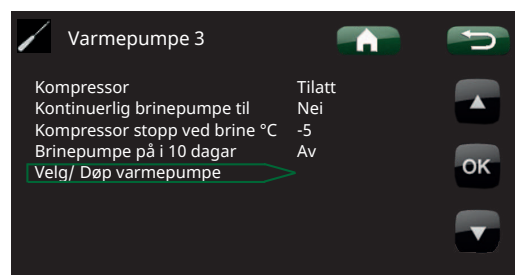 Varmepumpe 3
Kompressor Tilatt
Kontinuerlig brinepumpe til Nei
Kompressor stopp ved brine °C -5
Brinepumpe på i 10 dagar Av
Velg/ Døp varmepumpe
OK